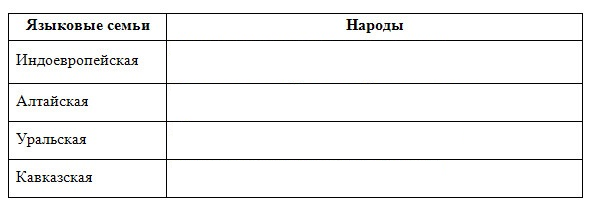 Языковые семьи Народы
Индоевропейская
Алтайская
Уральская
Кавказская